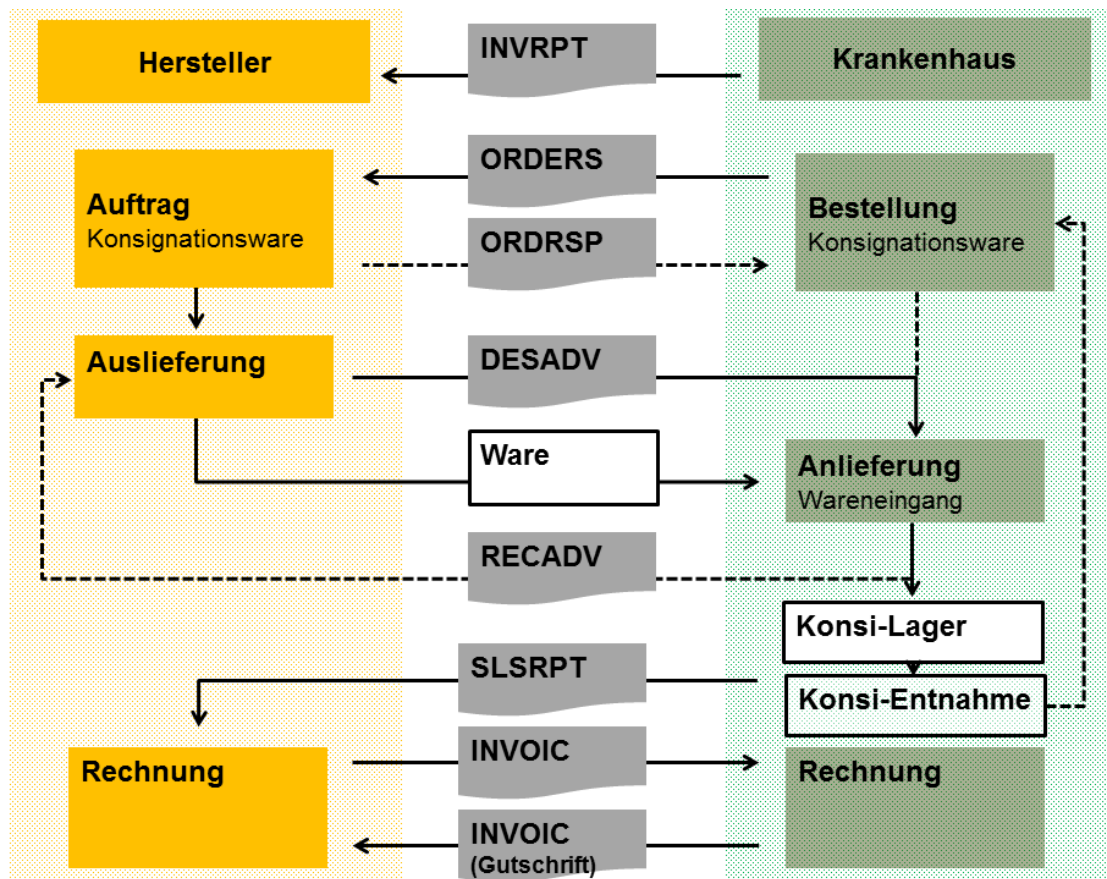 Hersteller
INVRPT
Krankenhaus
ORDERS
Auftrag
Konsignationsware
Bestellung
Konsignationsware
ORDRSP
Auslieferung
DESADV
Ware
Anlieferung
Wareneingang
RECADV
Konsi-Lager
SLSRPT
Konsi-Entnahme
Rechnung
INVOIC
Rechnung
INVOIC
(Gutschrift)